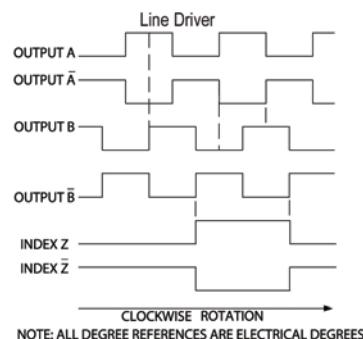 Line Driver
OUTPUT A
OUTPUT A̅
OUTPUT B
OUTPUT B̅
INDEX Z
INDEX Z̅
CLOCKWISE ROTATION
NOTE: ALL DEGREE REFERENCES ARE ELECTRICAL DEGREES